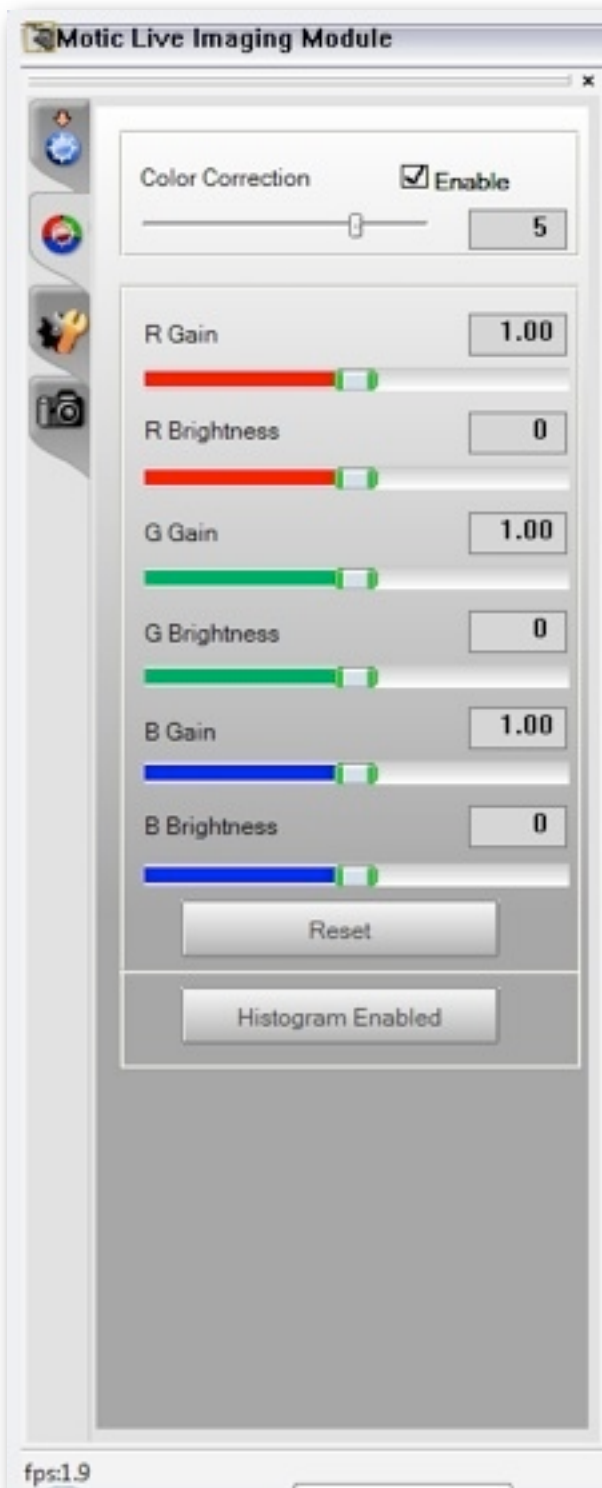 Motic Live Imaging Module
x
Color Correction Enable
5
R Gain 1.00
R Brightness 0
G Gain 1.00
G Brightness 0
B Gain 1.00
B Brightness 0
Reset
Histogram Enabled
fps:1.9